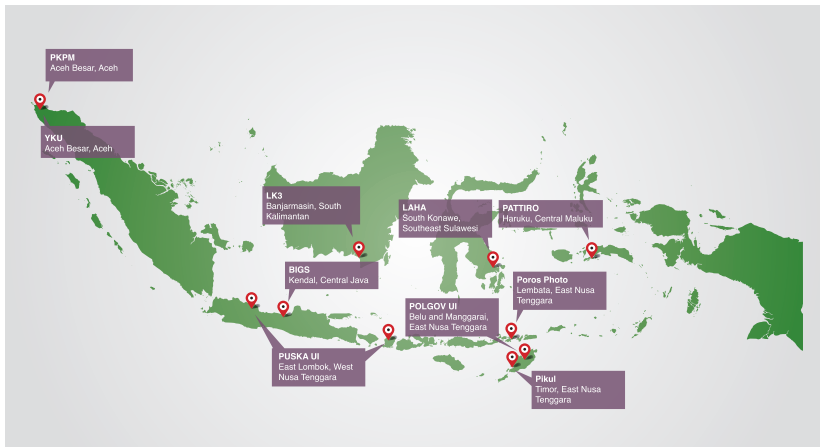 PKPM
Aceh Besar, Aceh
YKU
Aceh Besar, Aceh
LK3
Banjarmasin, South
Kalimantan
LAHA
South Konawe,
Southeast Sulawesi
PATTIRO
Haruku, Central Maluku
BIGS
Kendal, Central Java
Poros Photo
Lembata, East Nusa
Tenggara
POLGOV UI
Belu and Manggarai,
East Nusa Tenggara
PUSKA UI
East Lombok, West
Nusa Tenggara
Pikul
Timor, East Nusa
Tenggara